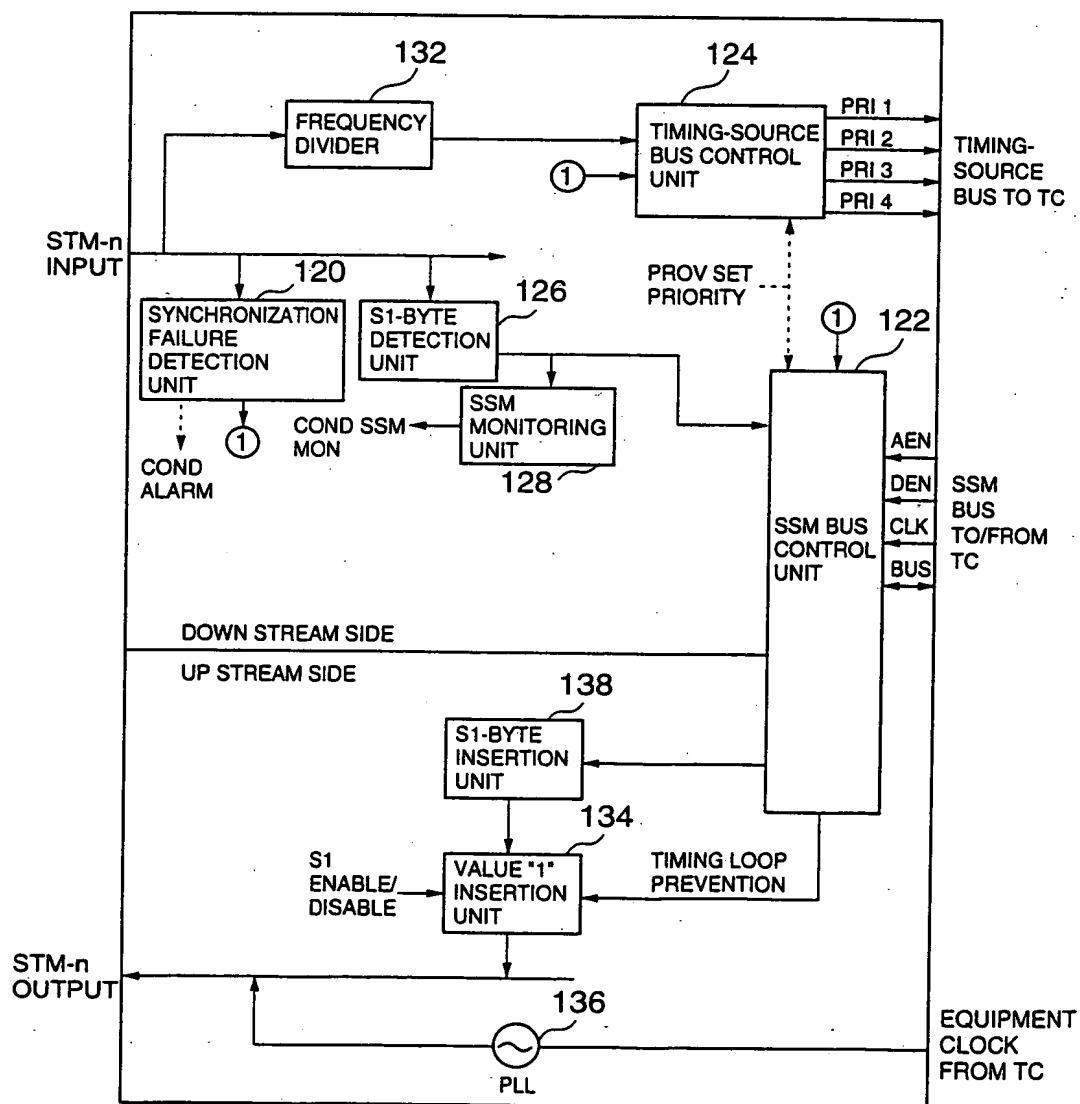 132
124
FREQUENCY
DIVIDER
TIMING-SOURCE
BUS CONTROL
UNIT
1
PRI 1
PRI 2
PRI 3
PRI 4
TIMING-
SOURCE
BUS TO TC
STM-n
INPUT
120
SYNCHRONIZATION
FAILURE
DETECTION
UNIT
126
S1-BYTE
DETECTION
UNIT
PROV SET
PRIORITY
1
122
COND
ALARM
1
COND SSM
MON
SSM
MONITORING
UNIT
128
SSM BUS
CONTROL
UNIT
AEN
DEN
CLK
BUS
SSM
BUS
TO/FROM
TC
DOWN STREAM SIDE
UP STREAM SIDE
138
S1-BYTE
INSERTION
UNIT
134
S1
ENABLE/
DISABLE
VALUE "1"
INSERTION
UNIT
TIMING LOOP
PREVENTION
STM-n
OUTPUT
136
PLL
EQUIPMENT
CLOCK
FROM TC